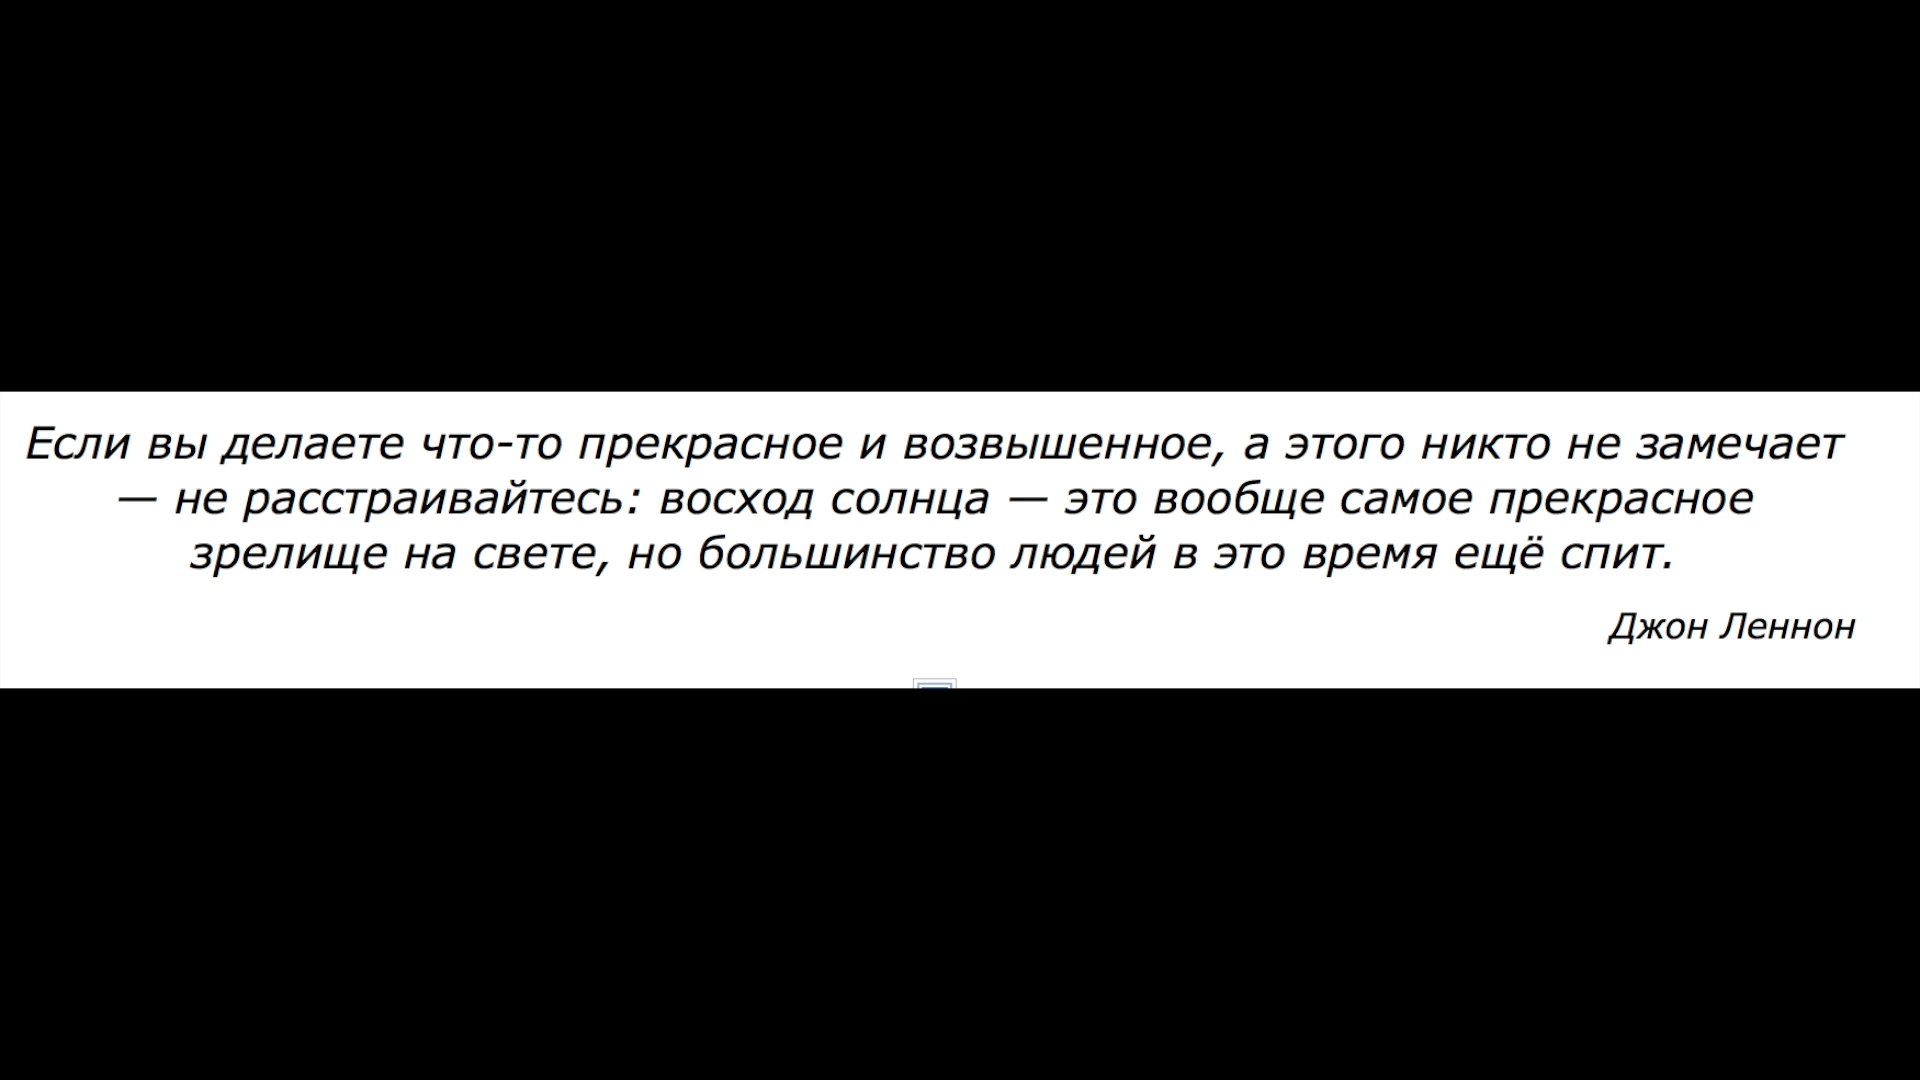 Если вы делаете что-то прекрасное и возвышенное, а этого никто не замечает
— не расстраивайтесь: восход солнца — это вообще самое прекрасное
зрелище на свете, но большинство людей в это время ещё спит.
Джон Леннон